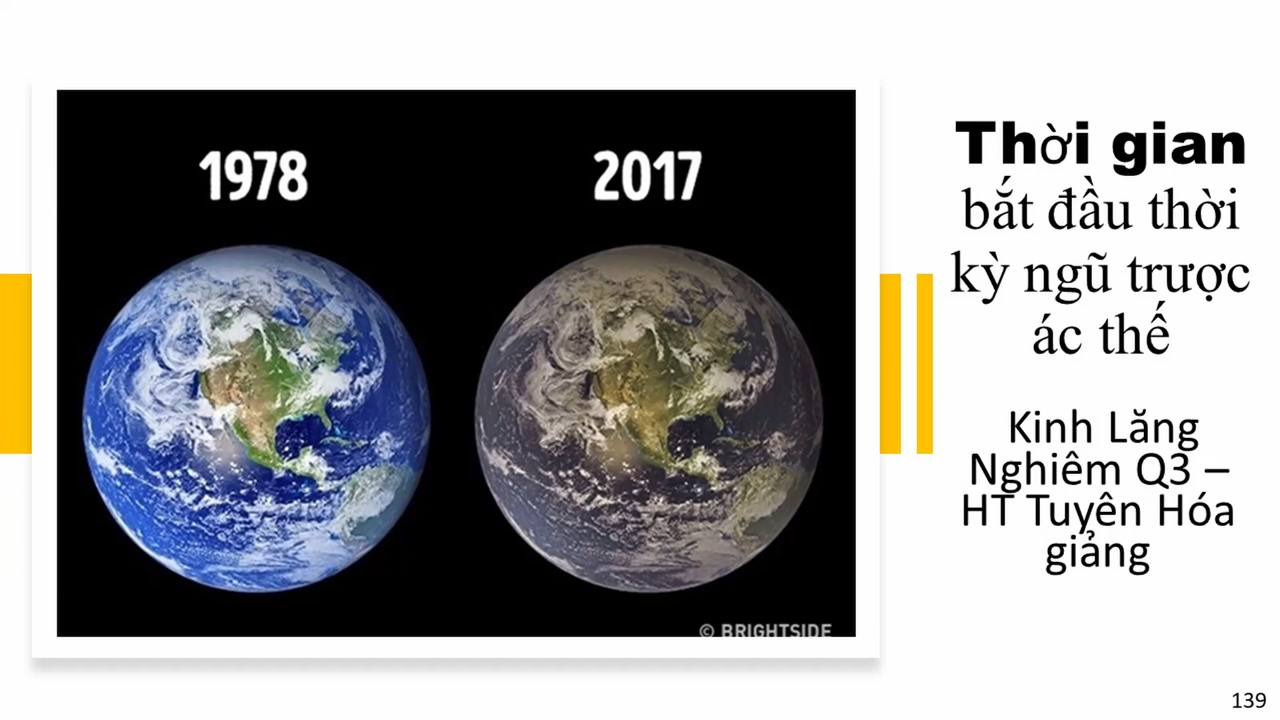 1978
2017
© BRIGHTSIDE
Thời gian
bắt đầu thời
kỳ ngũ trược
ác thế
Kinh Lăng
Nghiêm Q3 –
HT Tuyên Hóa
giảng
139